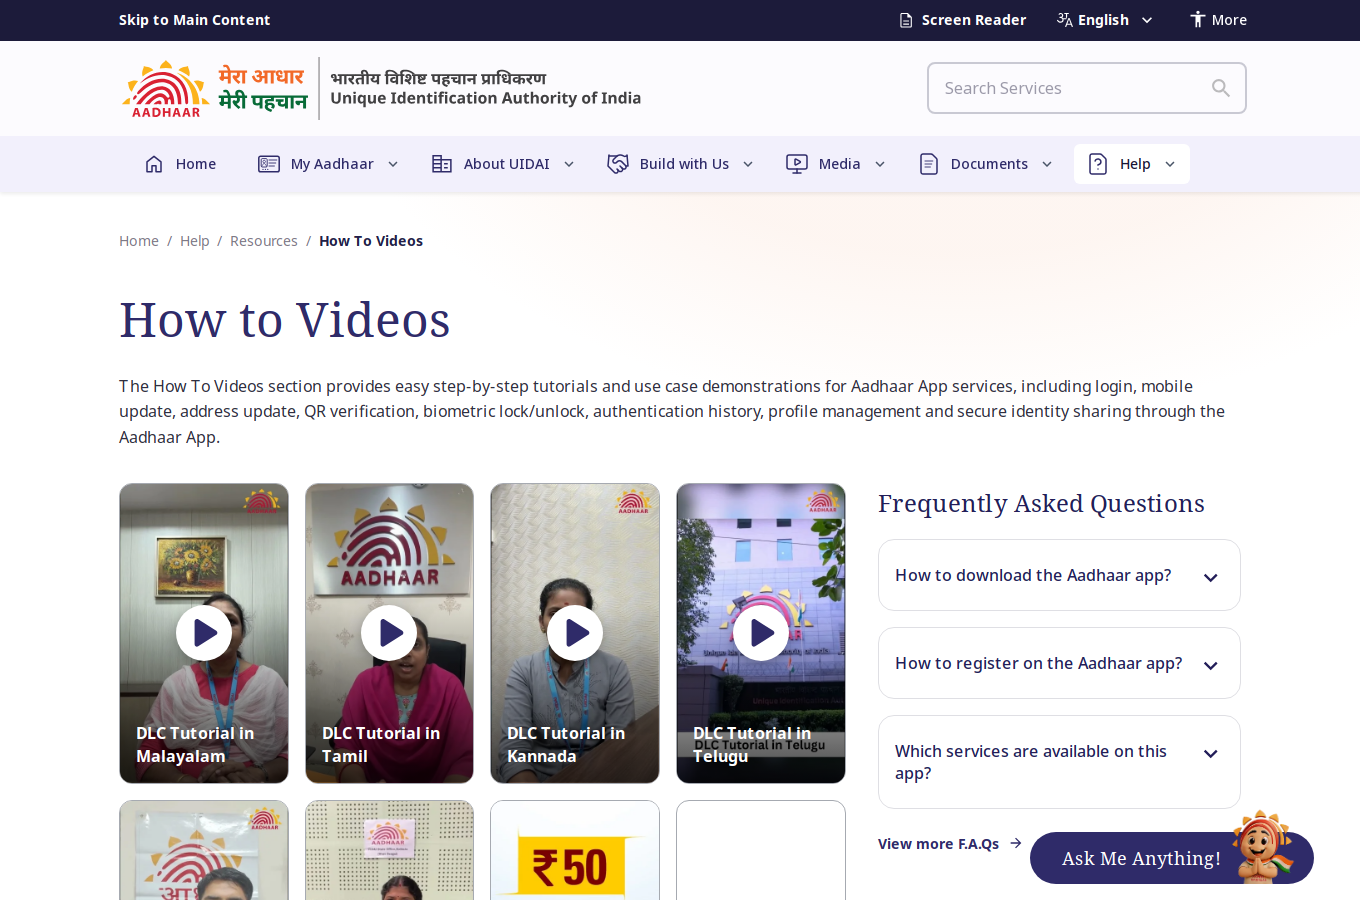 Skip to Main Content
Screen Reader
English
More
मेरा आधार
मेरी पहचान
AADHAAR
भारतीय विशिष्ट पहचान प्राधिकरण
Unique Identification Authority of India
Search Services
Home
My Aadhaar
About UIDAI
Build with Us
Media
Documents
Help
Home / Help / Resources / How To Videos
How to Videos
The How To Videos section provides easy step-by-step tutorials and use case demonstrations for Aadhaar App services, including login, mobile
update, address update, QR verification, biometric lock/unlock, authentication history, profile management and secure identity sharing through the
Aadhaar App.
AADHAAR
DLC Tutorial in
Malayalam
AADHAAR
DLC Tutorial in
Tamil
AADHAAR
DLC Tutorial in
Kannada
AADHAAR
DLC Tutorial in Telugu
DLC Tutorial in
Telugu
Frequently Asked Questions
How to download the Aadhaar app?
How to register on the Aadhaar app?
Which services are available on this
app?
View more F.A.Qs
Ask Me Anything!
AADHAAR
AADHAAR
₹50